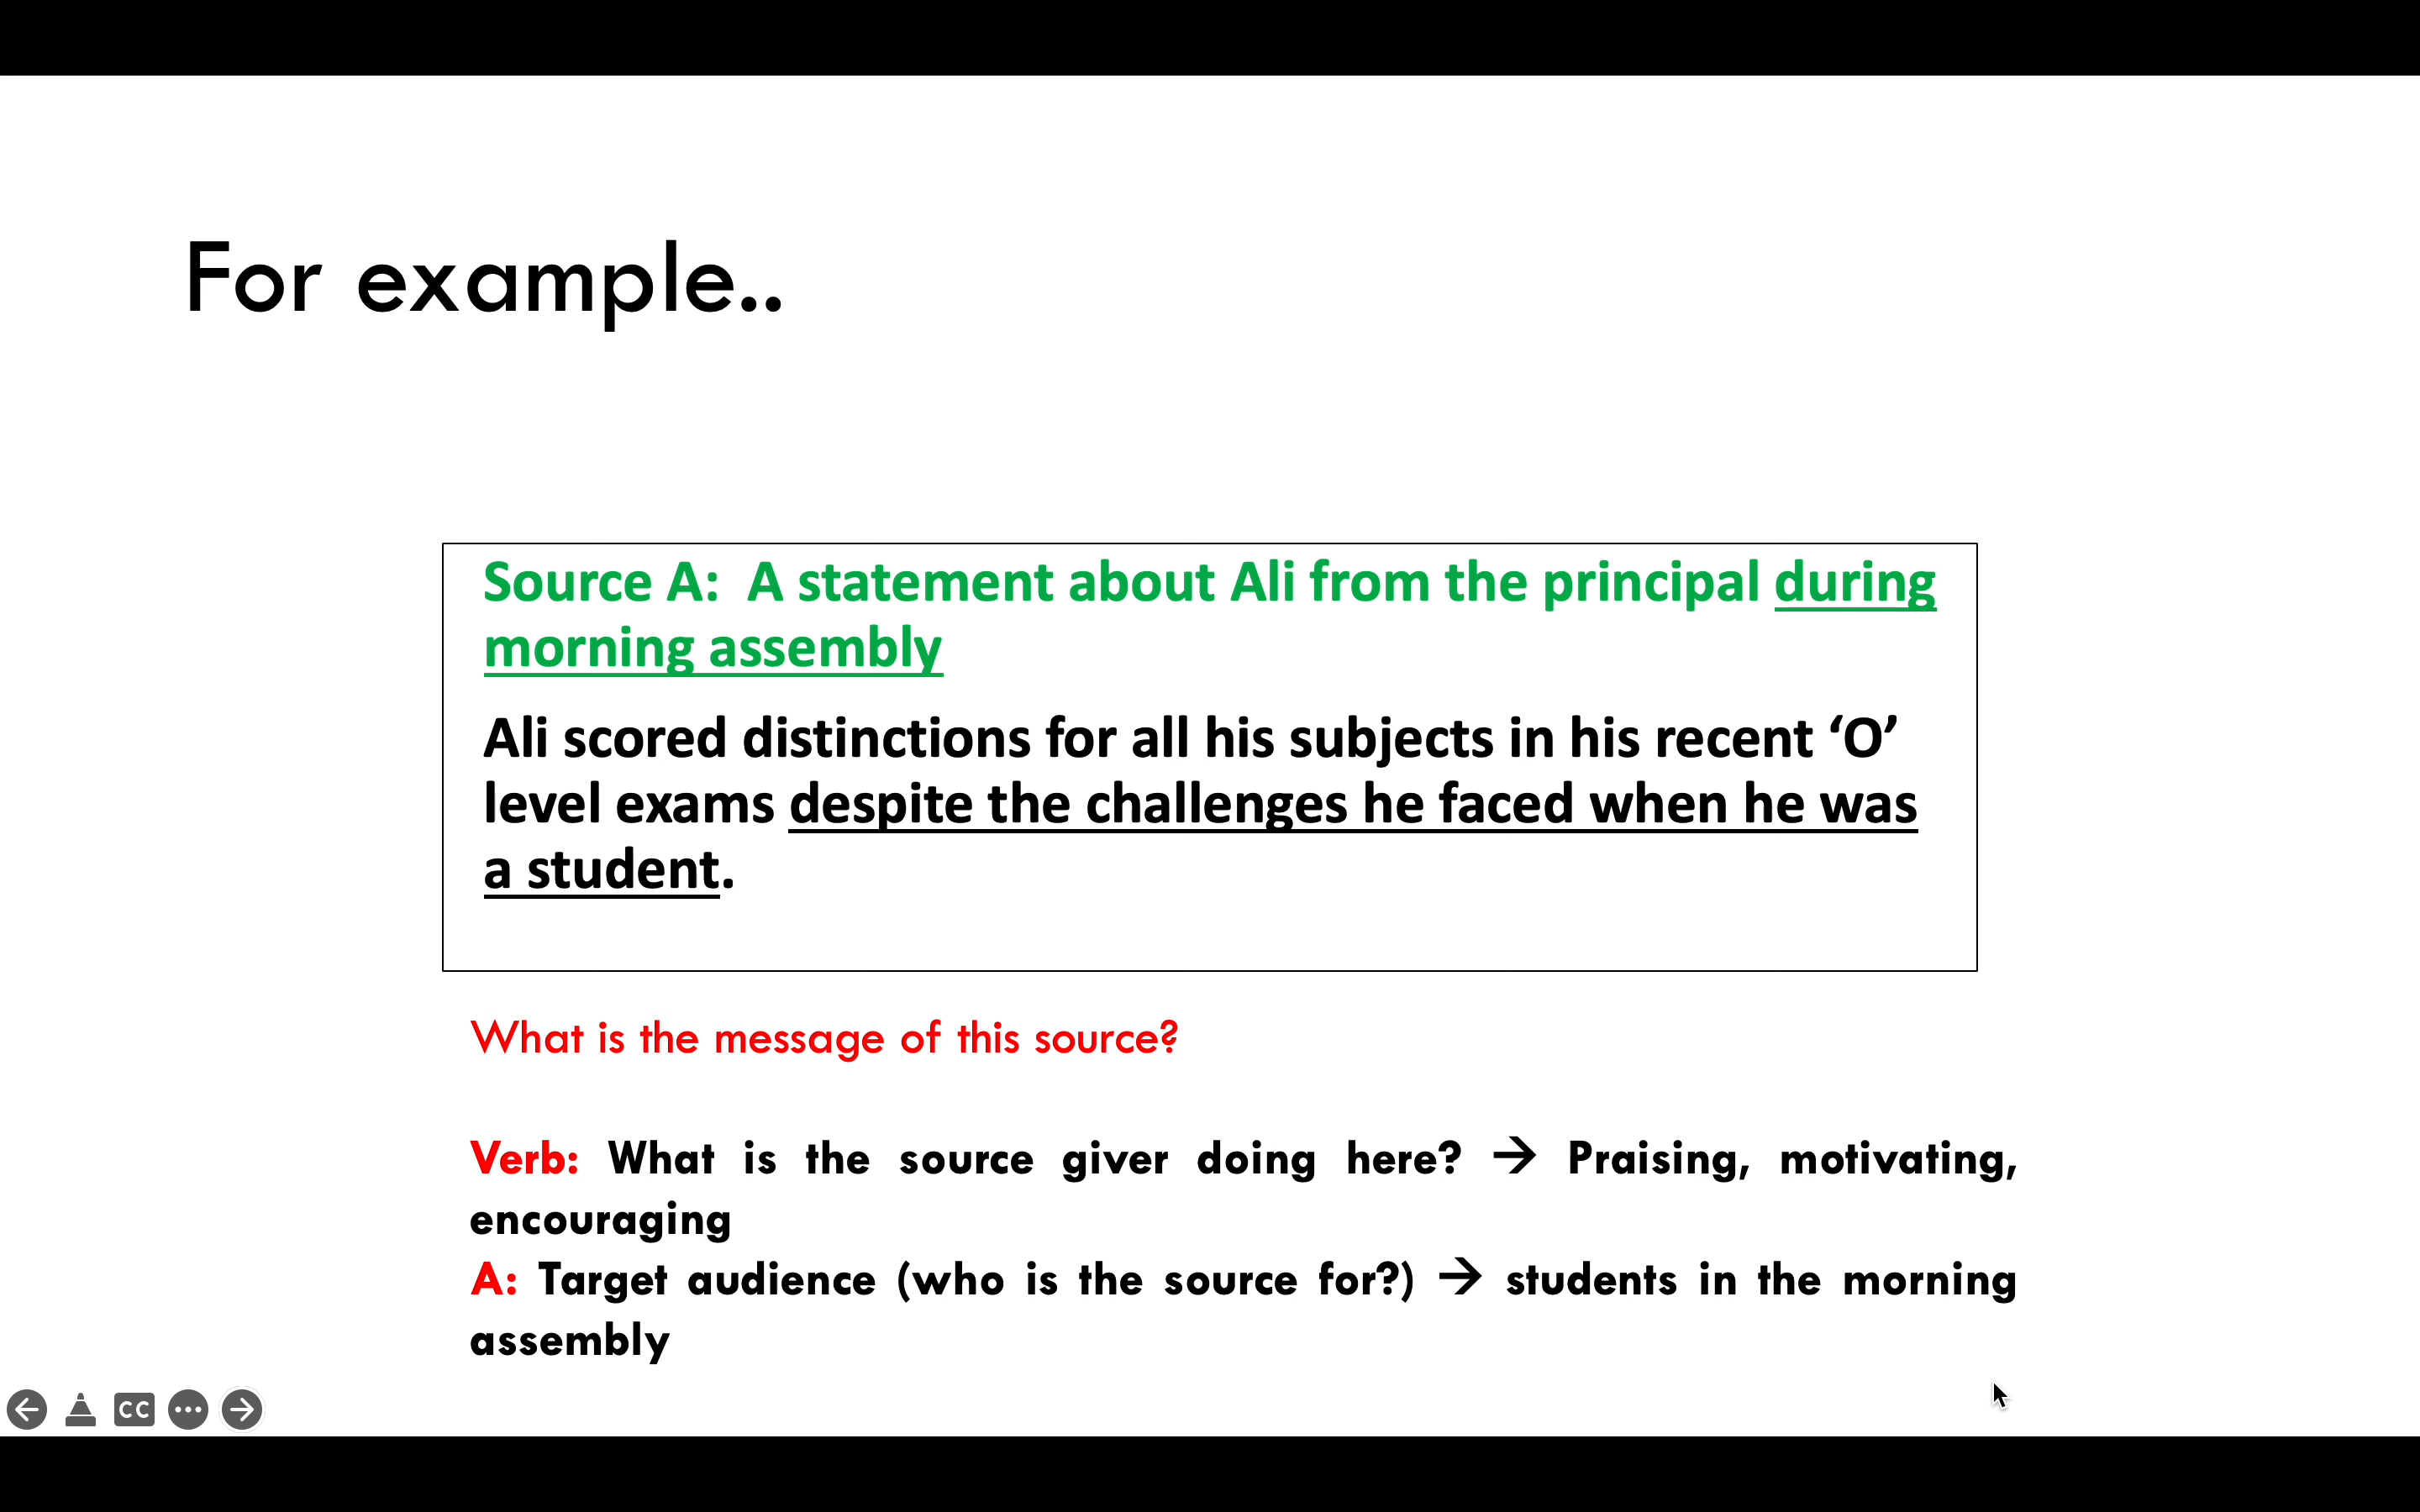 For example..
Source A:  A statement about Ali from the principal during
morning assembly
Ali scored distinctions for all his subjects in his recent ‘O’
level exams despite the challenges he faced when he was
a student.
What is the message of this source?
Verb: What is the source giver doing here? → Praising, motivating,
encouraging
A: Target audience (who is the source for?) → students in the morning
assembly
CC